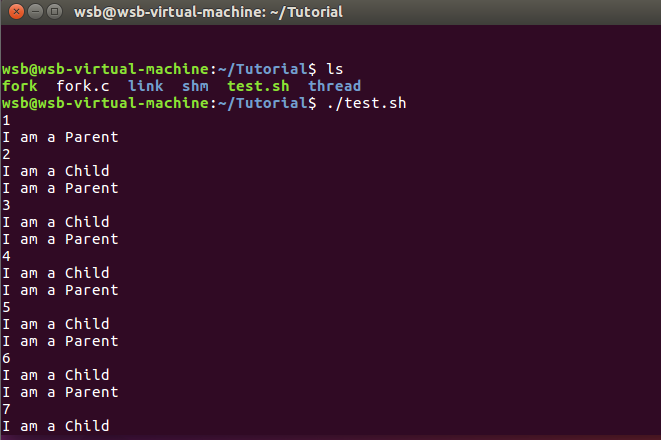 wsb@wsb-virtual-machine: ~/Tutorial
wsb@wsb-virtual-machine:~/Tutorial$ ls
fork  fork.c  link  shm  test.sh  thread
wsb@wsb-virtual-machine:~/Tutorial$ ./test.sh
1
I am a Parent
2
I am a Child
I am a Parent
3
I am a Child
I am a Parent
4
I am a Child
I am a Parent
5
I am a Child
I am a Parent
6
I am a Child
I am a Parent
7
I am a Child